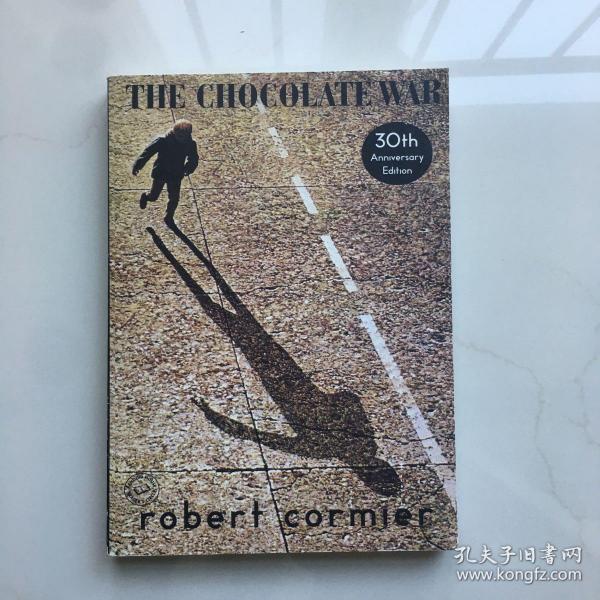 THE CHOCOLATE WAR
30th
Anniversary
Edition
robert cormier
孔夫子旧书网
www.kongfz.com